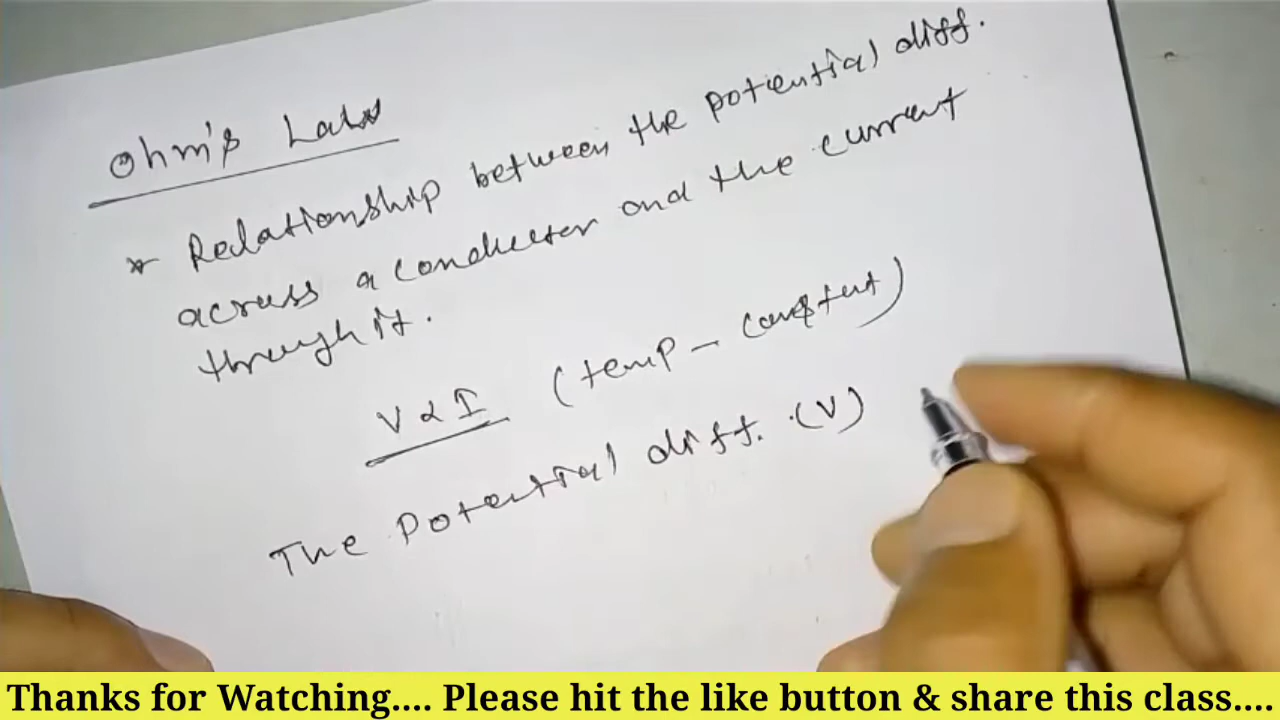 Ohm's Law
* Relationship between the potential diff.
across a conductor and the current
through it.
V ∝ I (temp - constant)
The Potential diff. (V)
Thanks for Watching.... Please hit the like button & share this class....